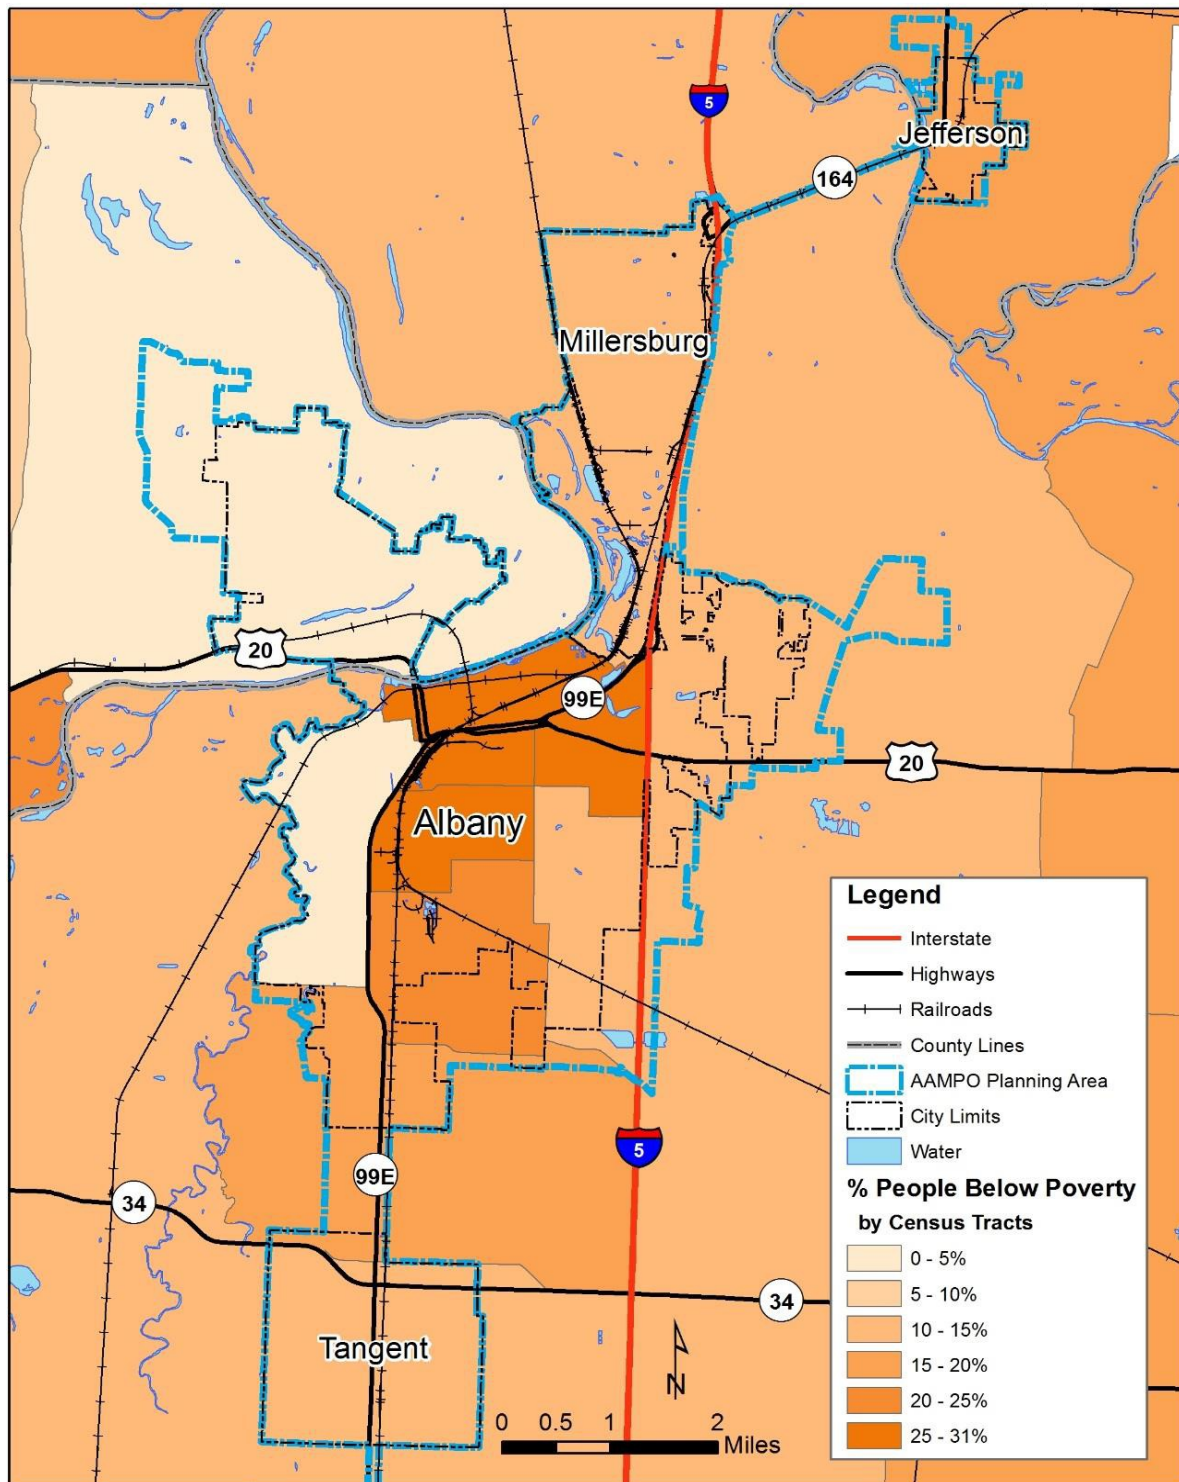 5
Jefferson
164
Millersburg
20
99E
20
Albany
Legend
Interstate
Highways
Railroads
County Lines
AAMPO Planning Area
City Limits
Water
% People Below Poverty
by Census Tracts
0 - 5%
5 - 10%
10 - 15%
15 - 20%
20 - 25%
25 - 31%
5
99E
34
34
Tangent
N
0 0.5 1 2
Miles